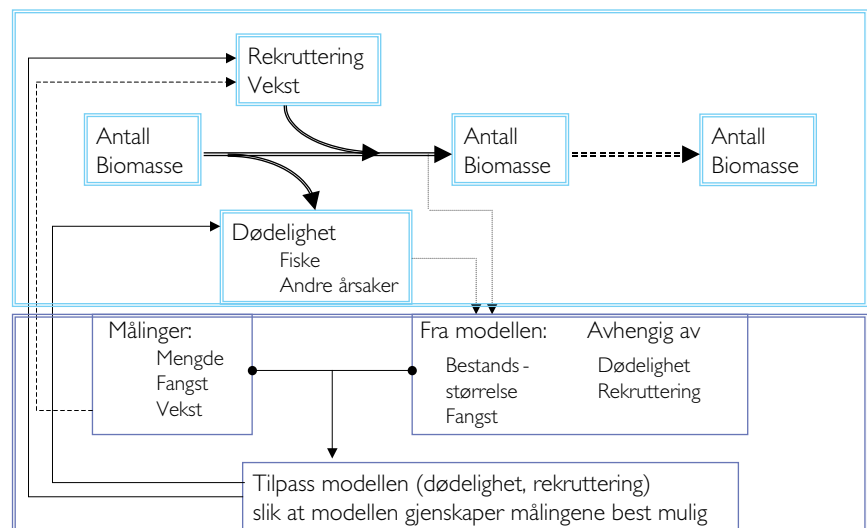 Rekruttering
Vekst
Antall
Biomasse
Antall
Biomasse
Antall
Biomasse
Dødelighet
Fiske
Andre årsaker
Målinger:
Mengde
Fangst
Vekst
Fra modellen:
Bestands-
størrelse
Fangst
Avhengig av
Dødelighet
Rekruttering
Tilpass modellen (dødelighet, rekruttering)
slik at modellen gjenskaper målingene best mulig